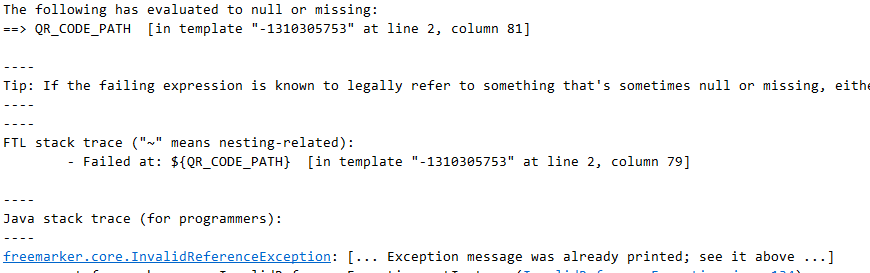 The following has evaluated to null or missing:
==> QR_CODE_PATH  [in template "-1310305753" at line 2, column 81]
----
Tip: If the failing expression is known to legally refer to something that's sometimes null or missing, eithe
----
----
FTL stack trace ("~" means nesting-related):
        - Failed at: ${QR_CODE_PATH}  [in template "-1310305753" at line 2, column 79]
----
Java stack trace (for programmers):
----
freemarker.core.InvalidReferenceException: [... Exception message was already printed; see it above ...]